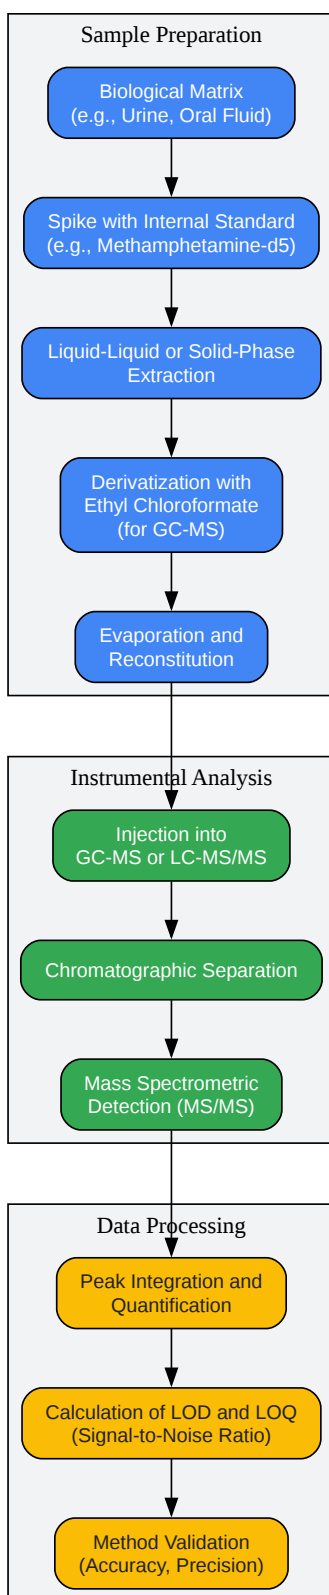 Sample Preparation
Biological Matrix
(e.g., Urine, Oral Fluid)
Spike with Internal Standard
(e.g., Methamphetamine-d5)
Liquid-Liquid or Solid-Phase
Extraction
Derivatization with
Ethyl Chloroformate
(for GC-MS)
Evaporation and
Reconstitution
Instrumental Analysis
Injection into
GC-MS or LC-MS/MS
Chromatographic Separation
Mass Spectrometric
Detection (MS/MS)
Data Processing
Peak Integration and
Quantification
Calculation of LOD and LOQ
(Signal-to-Noise Ratio)
Method Validation
(Accuracy, Precision)